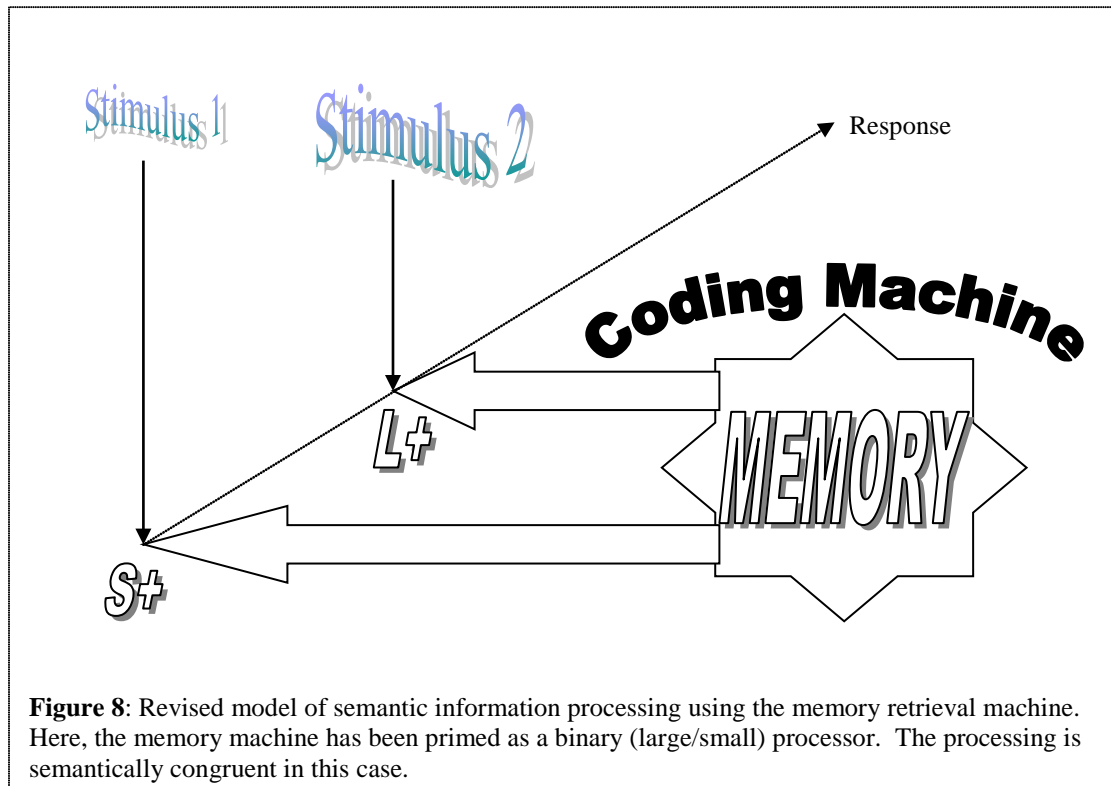 Stimulus 1
Stimulus 2
Response
Coding Machine
L+
MEMORY
S+
Figure 8: Revised model of semantic information processing using the memory retrieval machine.
Here, the memory machine has been primed as a binary (large/small) processor. The processing is
semantically congruent in this case.